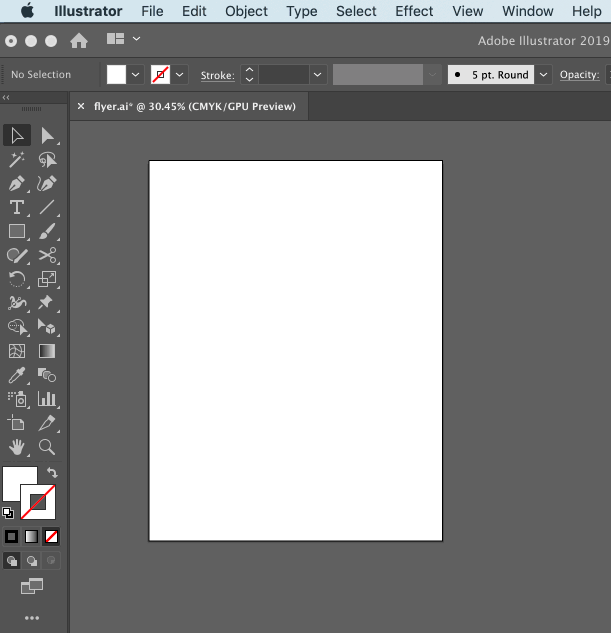 Illustrator File Edit Object Type Select Effect View Window Help
Adobe Illustrator 2019
No Selection Stroke: 5 pt. Round Opacity:
flyer.ai* @ 30.45% (CMYK/GPU Preview)